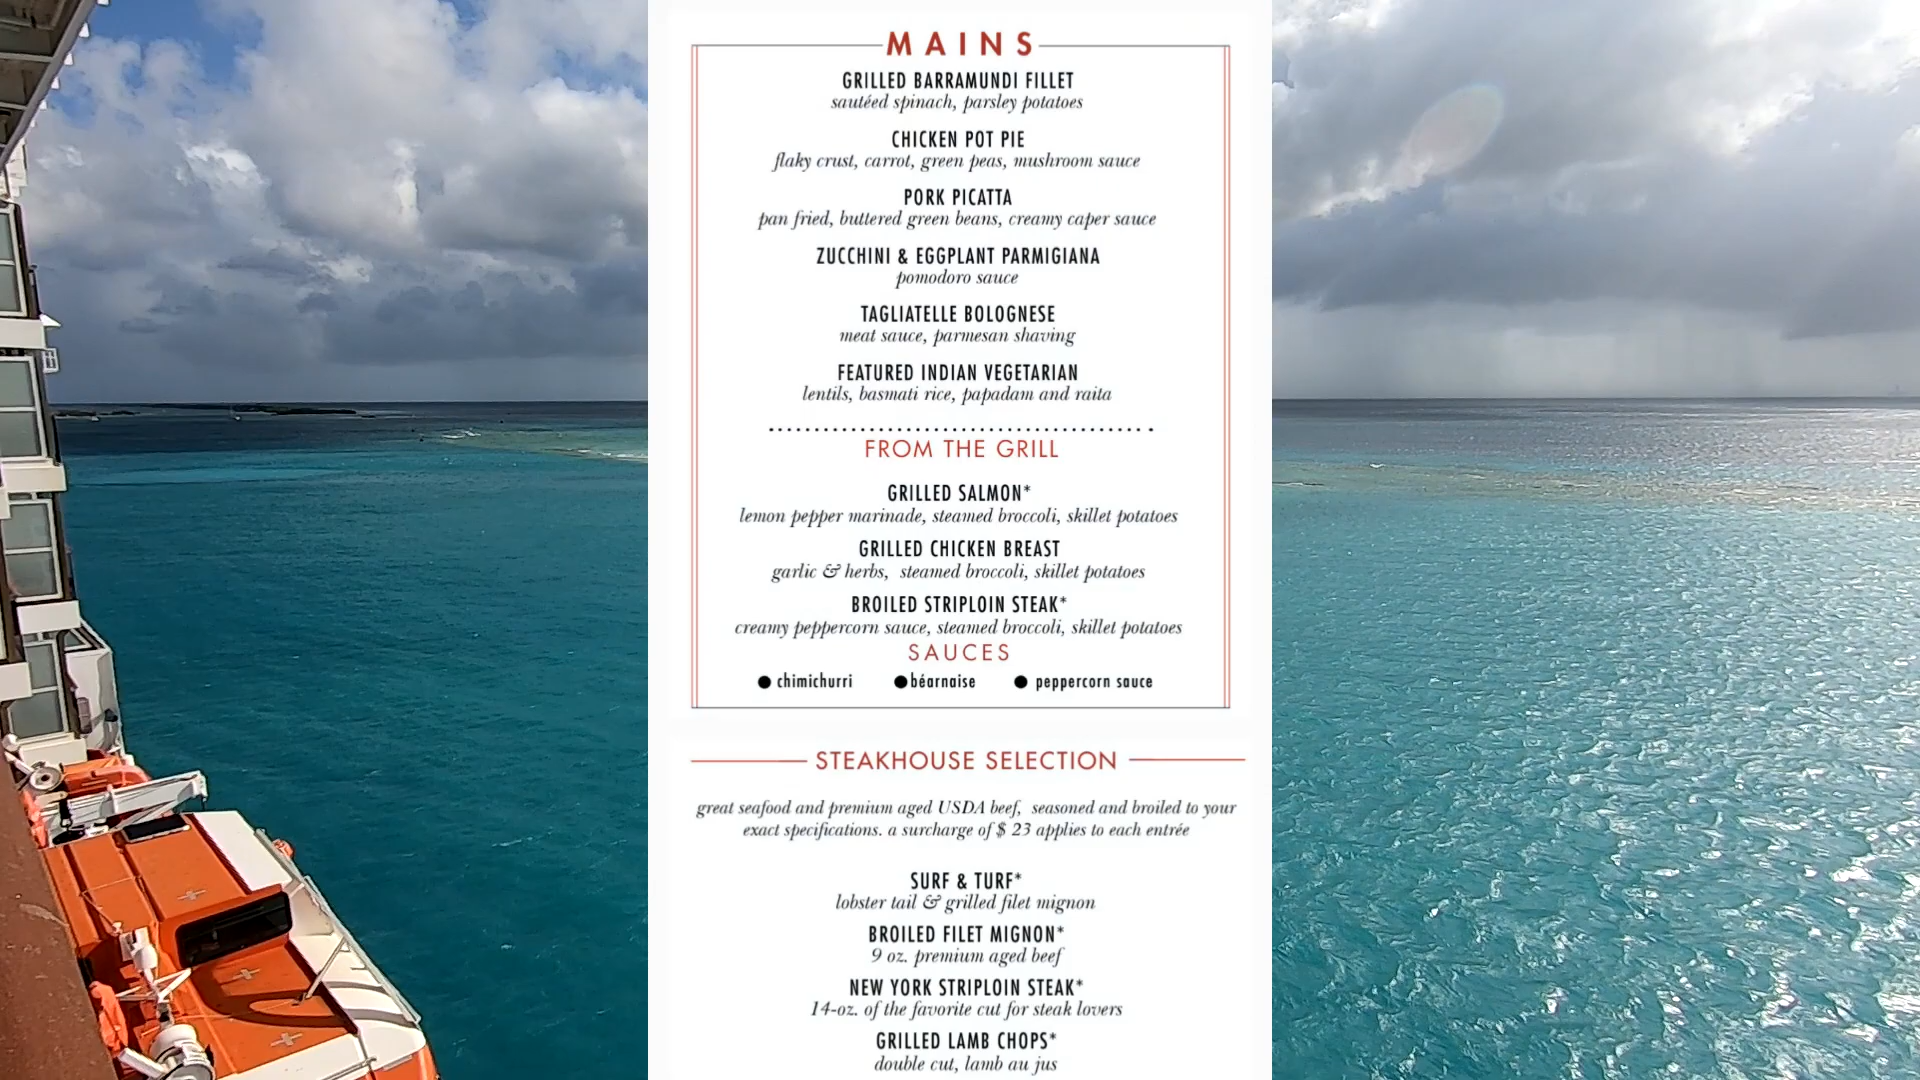 MAINS
GRILLED BARRAMUNDI FILLET
sautéed spinach, parsley potatoes
CHICKEN POT PIE
flaky crust, carrot, green peas, mushroom sauce
PORK PICATTA
pan fried, buttered green beans, creamy caper sauce
ZUCCHINI & EGGPLANT PARMIGIANA
pomodoro sauce
TAGLIATELLE BOLOGNESE
meat sauce, parmesan shaving
FEATURED INDIAN VEGETARIAN
lentils, basmati rice, papadam and raita
FROM THE GRILL
GRILLED SALMON*
lemon pepper marinade, steamed broccoli, skillet potatoes
GRILLED CHICKEN BREAST
garlic & herbs, steamed broccoli, skillet potatoes
BROILED STRIPLOIN STEAK*
creamy peppercorn sauce, steamed broccoli, skillet potatoes
SAUCES
● chimichurri ● béarnaise ● peppercorn sauce
STEAKHOUSE SELECTION
great seafood and premium aged USDA beef, seasoned and broiled to your
exact specifications. a surcharge of $ 23 applies to each entrée
SURF & TURF*
lobster tail & grilled filet mignon
BROILED FILET MIGNON*
9 oz. premium aged beef
NEW YORK STRIPLOIN STEAK*
14-oz. of the favorite cut for steak lovers
GRILLED LAMB CHOPS*
double cut, lamb au jus